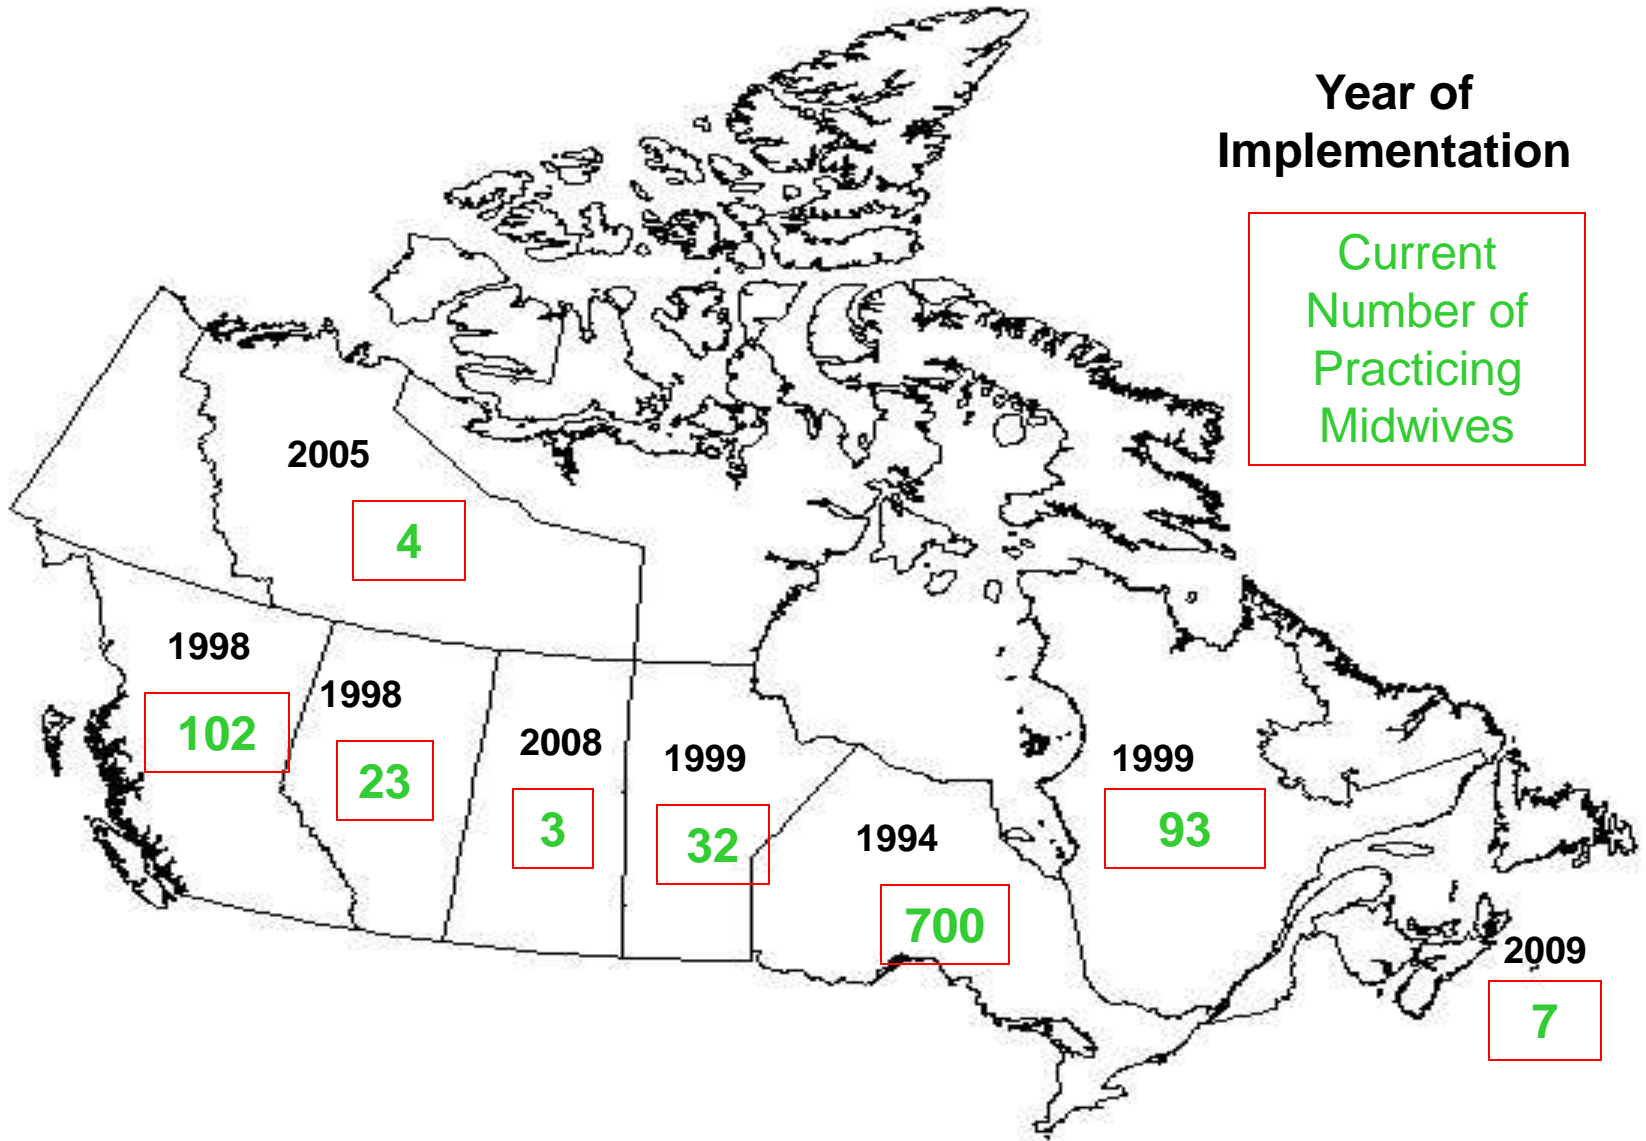 Year of
Implementation
Current
Number of
Practicing
Midwives
2005
4
1998
102
1998
23
2008
3
1999
32
1994
700
1999
93
2009
7